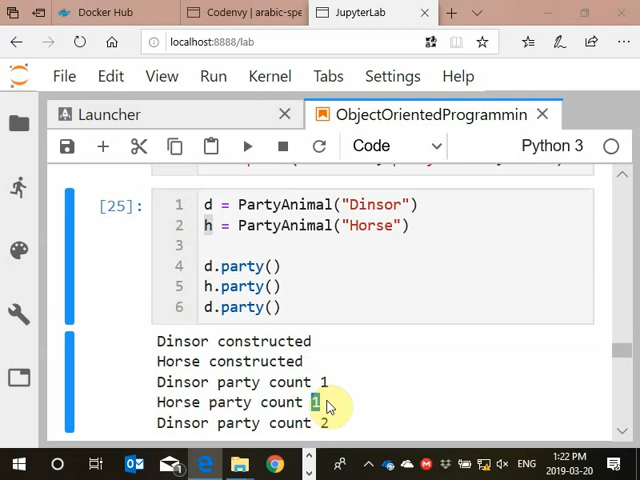 Docker Hub
Codenvy | arabic-spe
JupyterLab
localhost:8888/lab
File Edit View Run Kernel Tabs Settings Help
Launcher
ObjectOrientedProgrammin
Code
Python 3
[25]:
1 d = PartyAnimal("Dinsor")
2 h = PartyAnimal("Horse")
3
4 d.party()
5 h.party()
6 d.party()
Dinsor constructed
Horse constructed
Dinsor party count 1
Horse party count 1
Dinsor party count 2
ENG
1:22 PM
2019-03-20